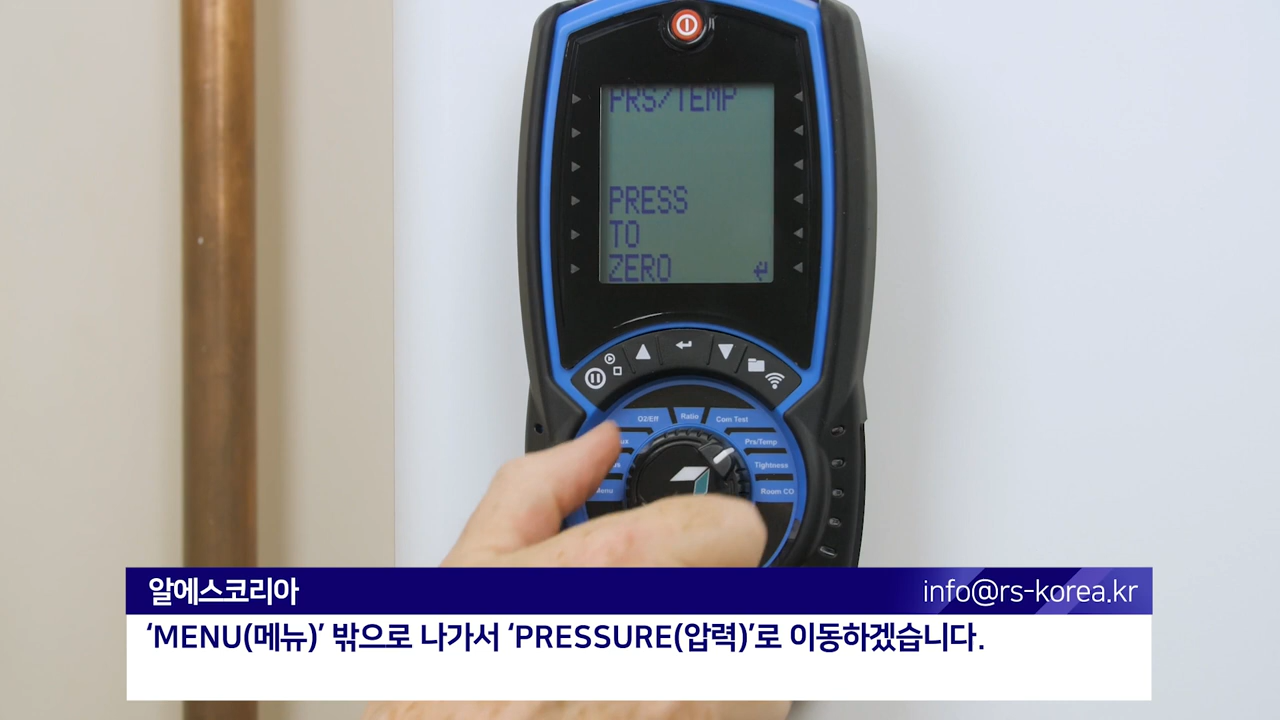 PRS/TEMP
PRESS
TO
ZERO
O2/Eff
Ratio
Com Test
Prs/Temp
Tightness
Room CO
Menu
알에스코리아
info@rs-korea.kr
‘MENU(메뉴)’ 밖으로 나가서 ‘PRESSURE(압력)’로 이동하겠습니다.